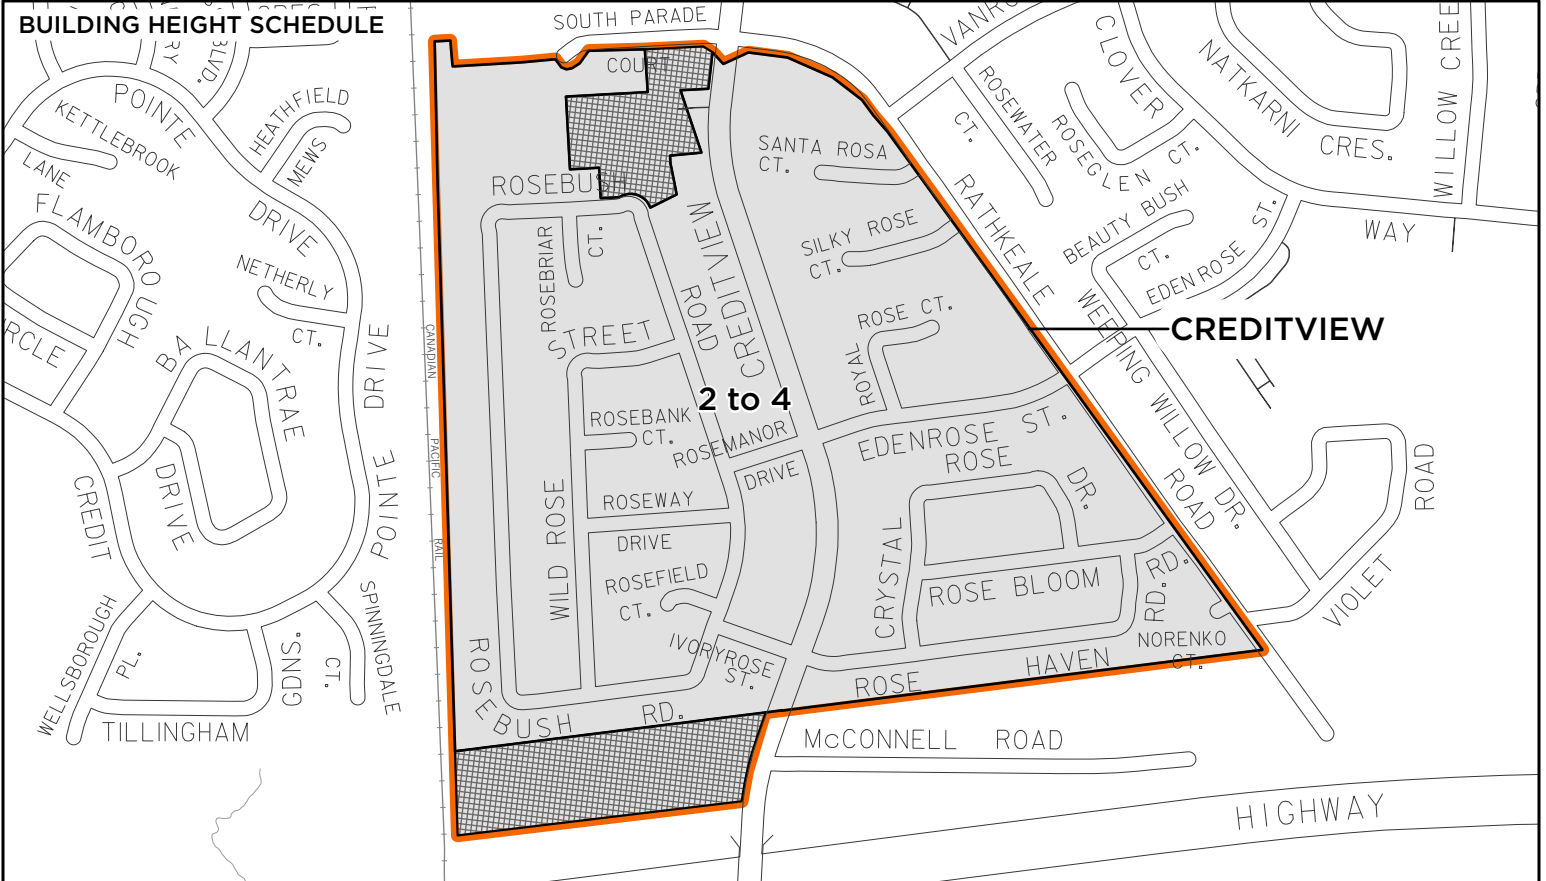 BUILDING HEIGHT SCHEDULE
SOUTH PARADE
BLVD.
POINTE
DRIVE
KETTLEBROOK
LANE
HEATHFIELD
MEWS
FLAMBOROUGH
NETHERLY
CT.
BALLANTRAE
DRIVE
CREDIT
POINTE DRIVE
WELLSBOROUGH
PL.
TILLINGHAM
GDNS.
SPINNINGDALE
CT.
CANADIAN
PACIFIC
RAIL
COURT
ROSEBUSH
ROSEBRIAR
CT.
STREET
CREDITVIEW
ROAD
SANTA ROSA
CT.
SILKY ROSE
CT.
ROYAL
ROSE CT.
2 to 4
ROSEBANK
CT.
ROSEMANOR
DRIVE
EDENROSE ST.
ROSEWAY
DRIVE
WILD ROSE
ROSEFIELD
CT.
IVORYROSE
ST.
ROSEBUSH RD.
CRYSTAL
ROSE
DR.
ROSE BLOOM
RD.
RD.
NORENKO
CT.
ROSE HAVEN
McCONNELL ROAD
HIGHWAY
CREDITVIEW
RATHKEALE
ROAD
WEEPING WILLOW DR.
VIOLET
ROAD
CLOVER
ROSEWATER
CT.
ROSEGLEN
CT.
BEAUTY BUSH
CT.
EDENROSE ST.
NATKARNI
CRES.
WAY